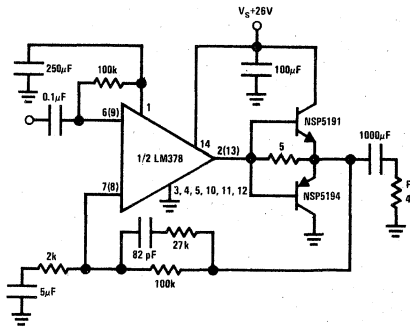 VS+26V
250μF
100k
100μF
0.1μF
1
NSP5191
6(9)
14
1000μF
5
1/2 LM378
2(13)
7(8)
3, 4, 5, 10, 11, 12
NSP5194
4
2k
82 pF
27k
100k
5μF